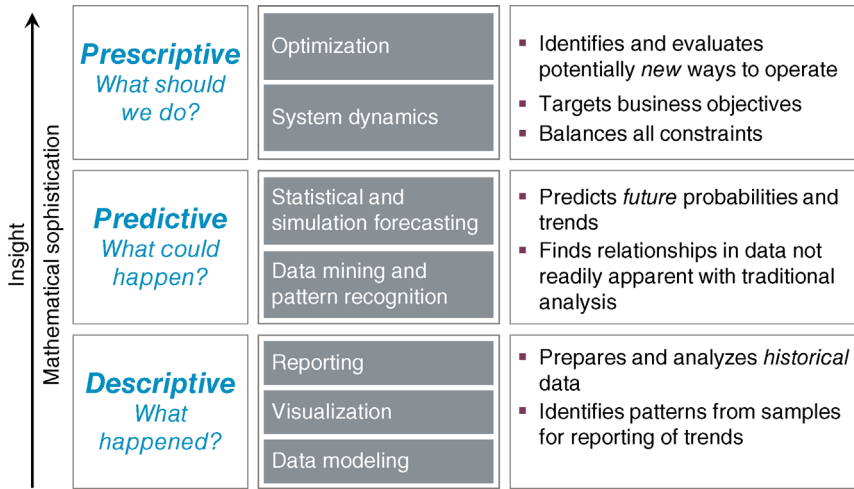 Insight
Mathematical sophistication
Prescriptive
What should
we do?
Optimization
System dynamics
Identifies and evaluates
potentially new ways to operate
Targets business objectives
Balances all constraints
Predictive
What could
happen?
Statistical and
simulation forecasting
Data mining and
pattern recognition
Predicts future probabilities and
trends
Finds relationships in data not
readily apparent with traditional
analysis
Descriptive
What
happened?
Reporting
Visualization
Data modeling
Prepares and analyzes historical
data
Identifies patterns from samples
for reporting of trends